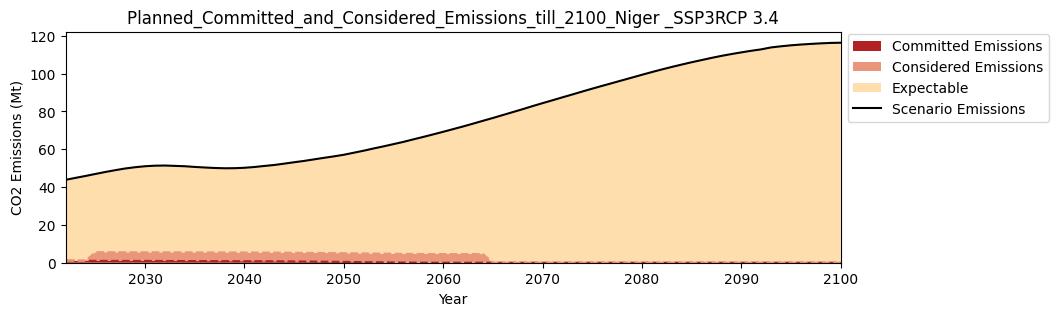 Planned_Committed_and_Considered_Emissions_till_2100_Niger _SSP3RCP 3.4
CO2 Emissions (Mt)
120
100
80
60
40
20
0
2030 2040 2050 2060 2070 2080 2090 2100
Year
Committed Emissions
Considered Emissions
Expectable
Scenario Emissions